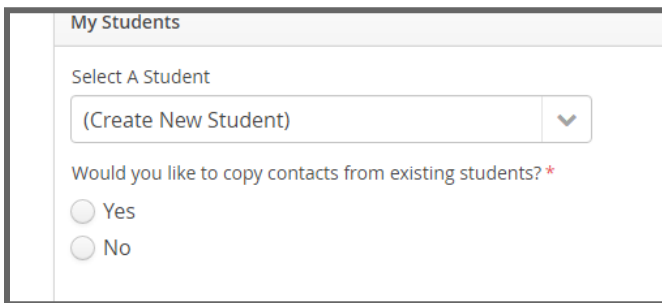 My Students
Select A Student
(Create New Student)
Would you like to copy contacts from existing students? *
Yes
No